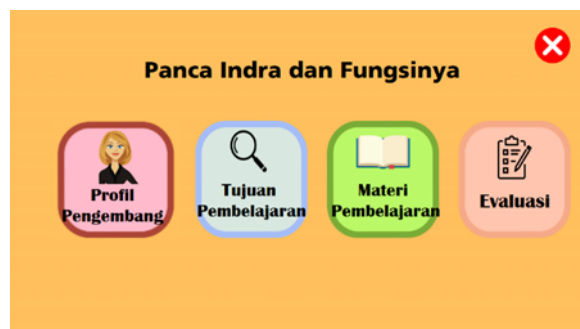 Panca Indra dan Fungsinya
Profil
Pengembang
Tujuan
Pembelajaran
Materi
Pembelajaran
Evaluasi